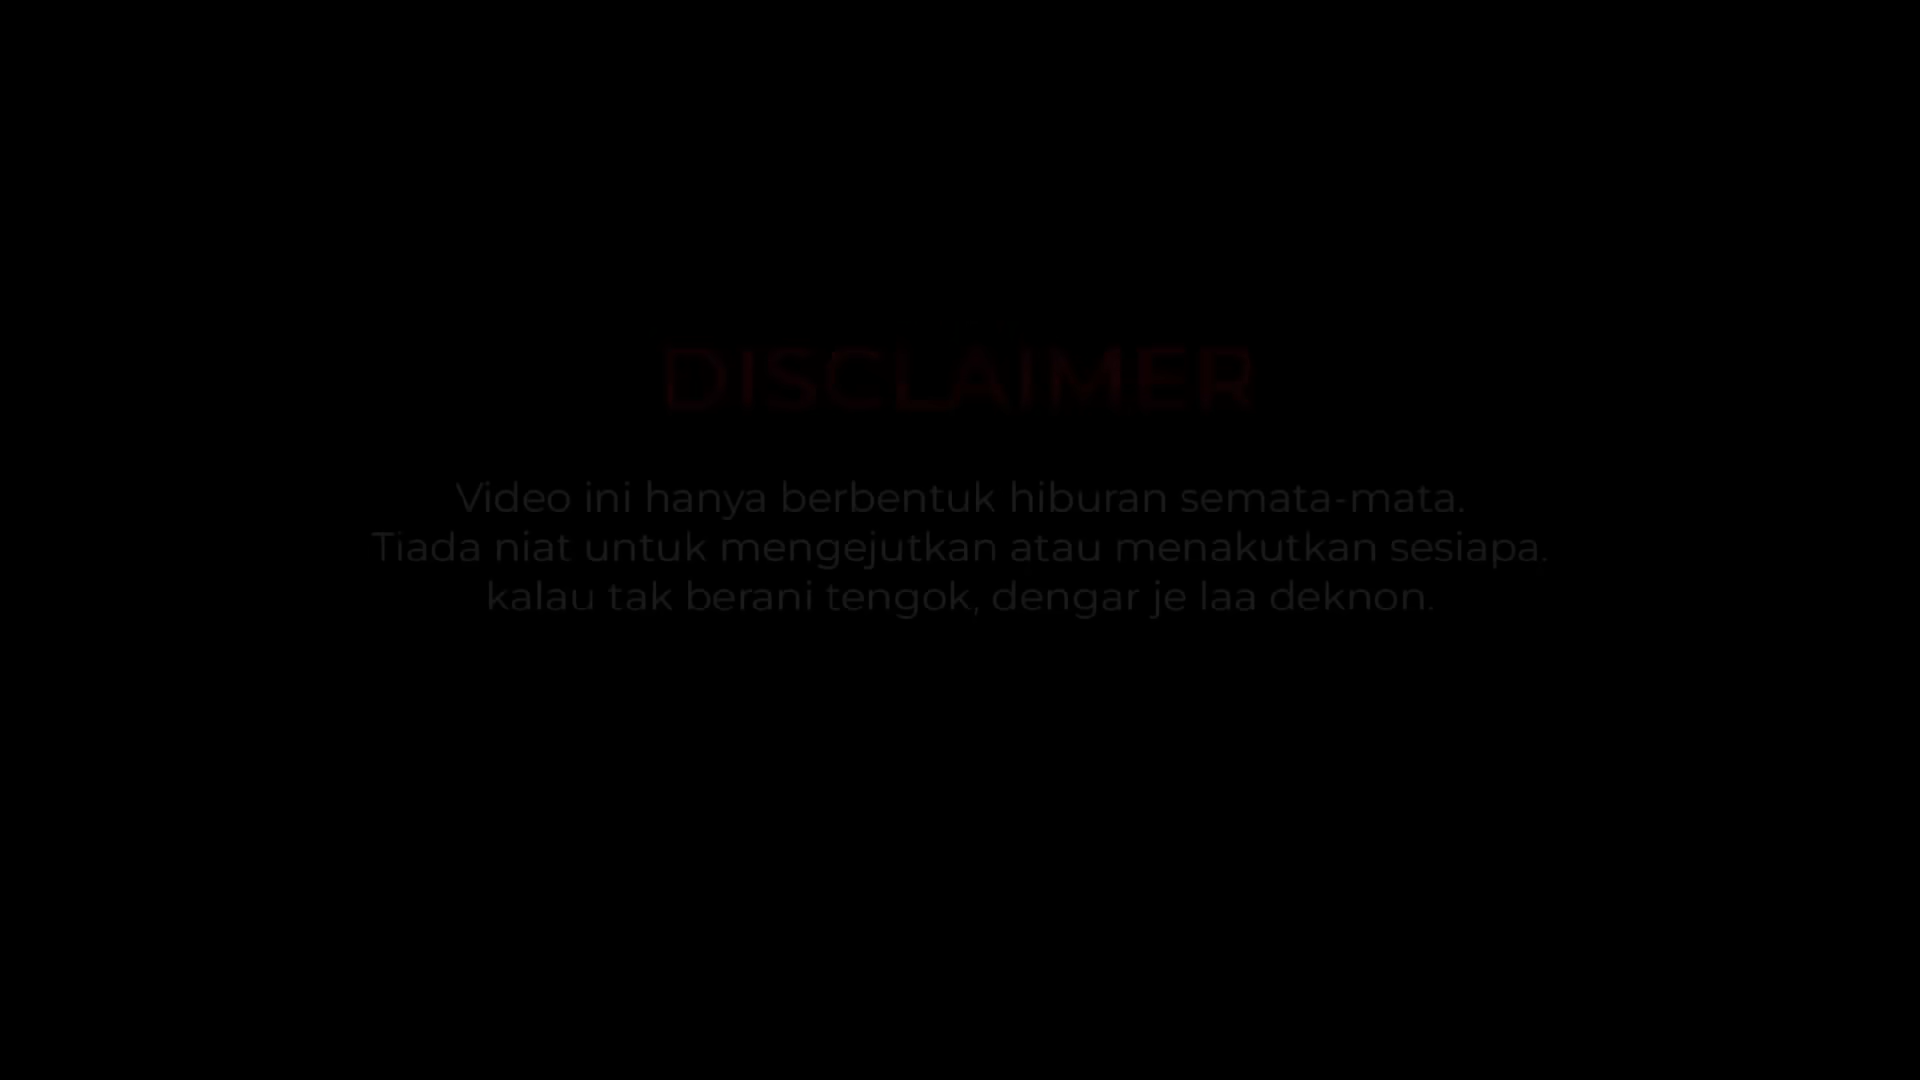 DISCLAIMER
Video ini hanya berbentuk hiburan semata-mata.
Tiada niat untuk mengejutkan atau menakutkan sesiapa.
kalau tak berani tengok, dengar je laa deknon.